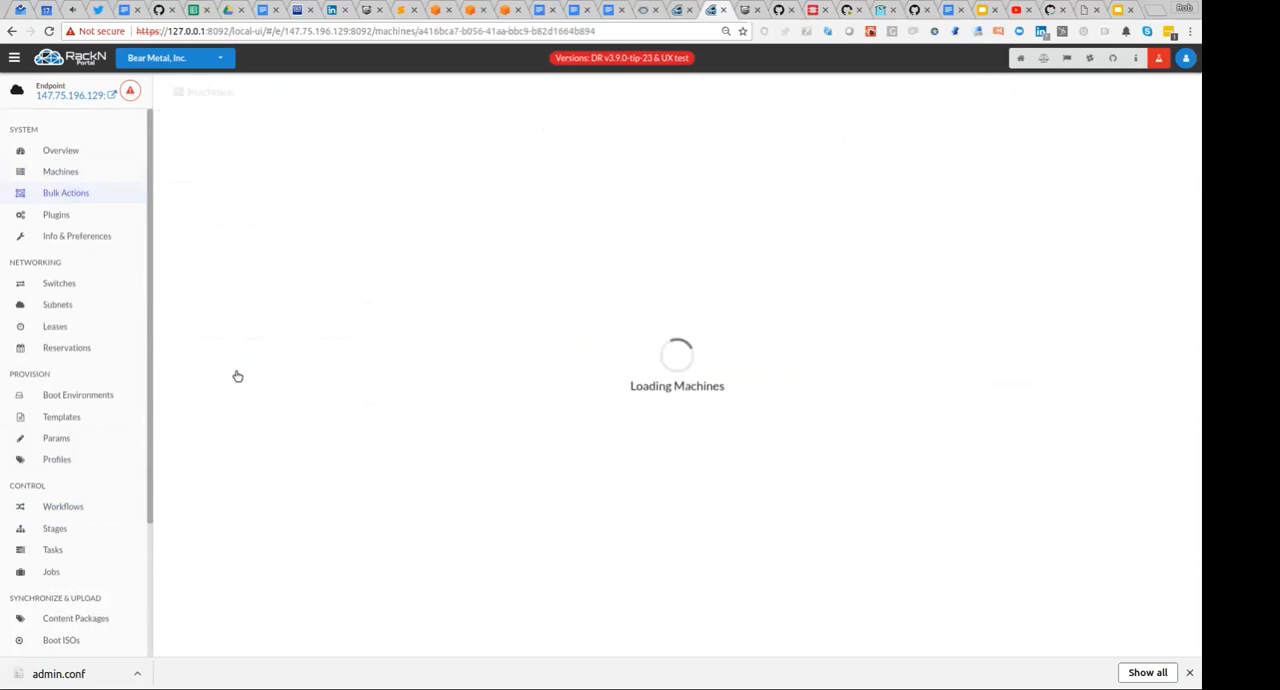 Rob
Not secure
https://127.0.0.1:8092/local-ui/#/e/147.75.196.129:8092/machines/a416bca7-b056-41aa-bbc9-b82d1664b894
RackN
Portal
Bear Metal, Inc.
Versions: DR v3.9.0-tip-23 & UX test
Endpoint
147.75.196.129:
Machines
SYSTEM
Overview
Machines
Bulk Actions
Plugins
Info & Preferences
NETWORKING
Switches
Subnets
Leases
Reservations
Loading Machines
PROVISION
Boot Environments
Templates
Params
Profiles
CONTROL
Workflows
Stages
Tasks
Jobs
SYNCHRONIZE & UPLOAD
Content Packages
Boot ISOs
admin.conf
Show all